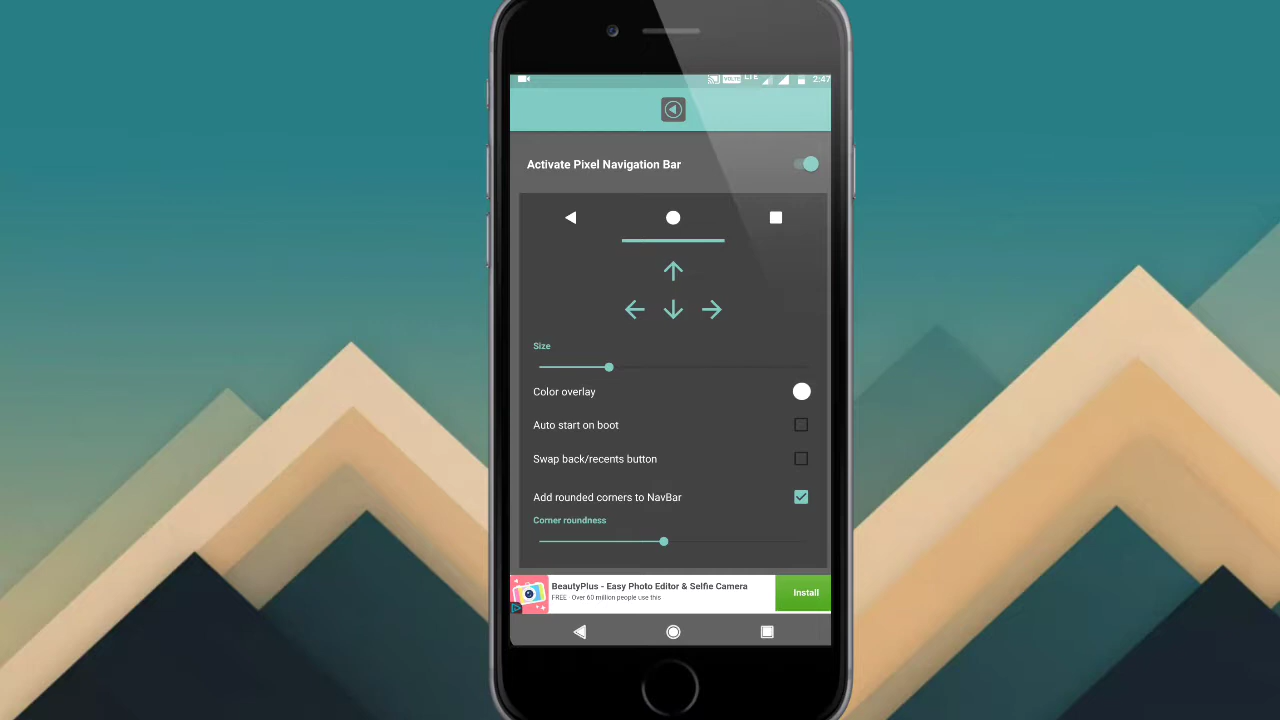 VOLTE LTE 2:47
Activate Pixel Navigation Bar
Size
Color overlay
Auto start on boot
Swap back/recents button
Add rounded corners to NavBar
Corner roundness
BeautyPlus - Easy Photo Editor & Selfie Camera
FREE · Over 60 million people use this
Install